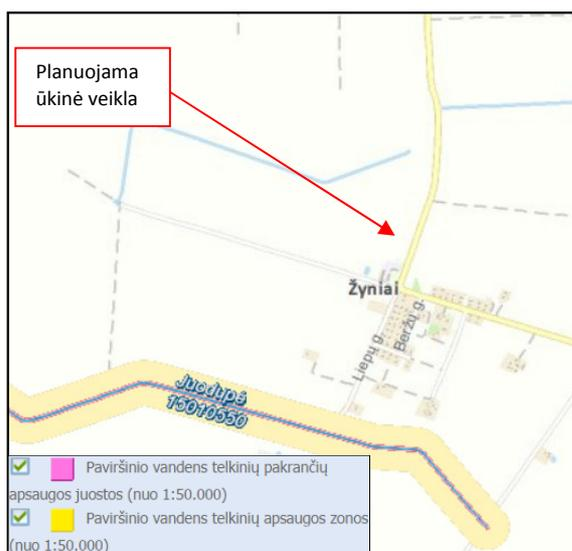 Planuojama
ūkinė veikla
Žyniai
Beržų g.
Liepų g.
Juodupė
15010550
Paviršinio vandens telkinių pakrančių
apsaugos juostos (nuo 1:50.000)
Paviršinio vandens telkinių apsaugos zonos
(nuo 1:50.000)